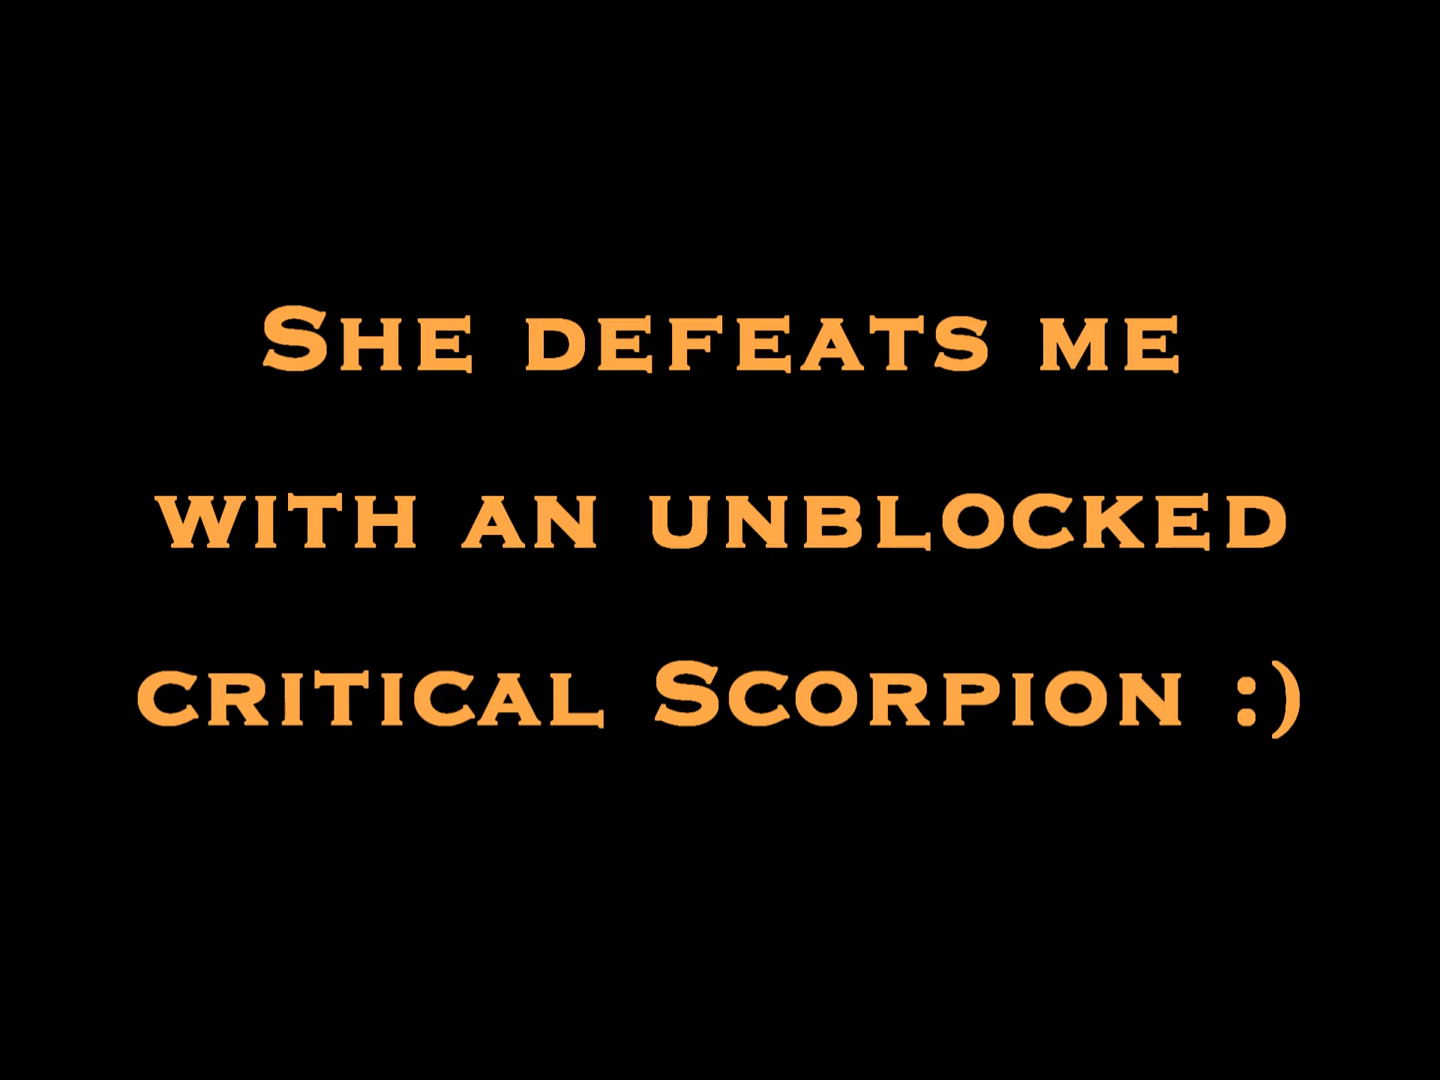 She defeats me
with an unblocked
critical Scorpion :)